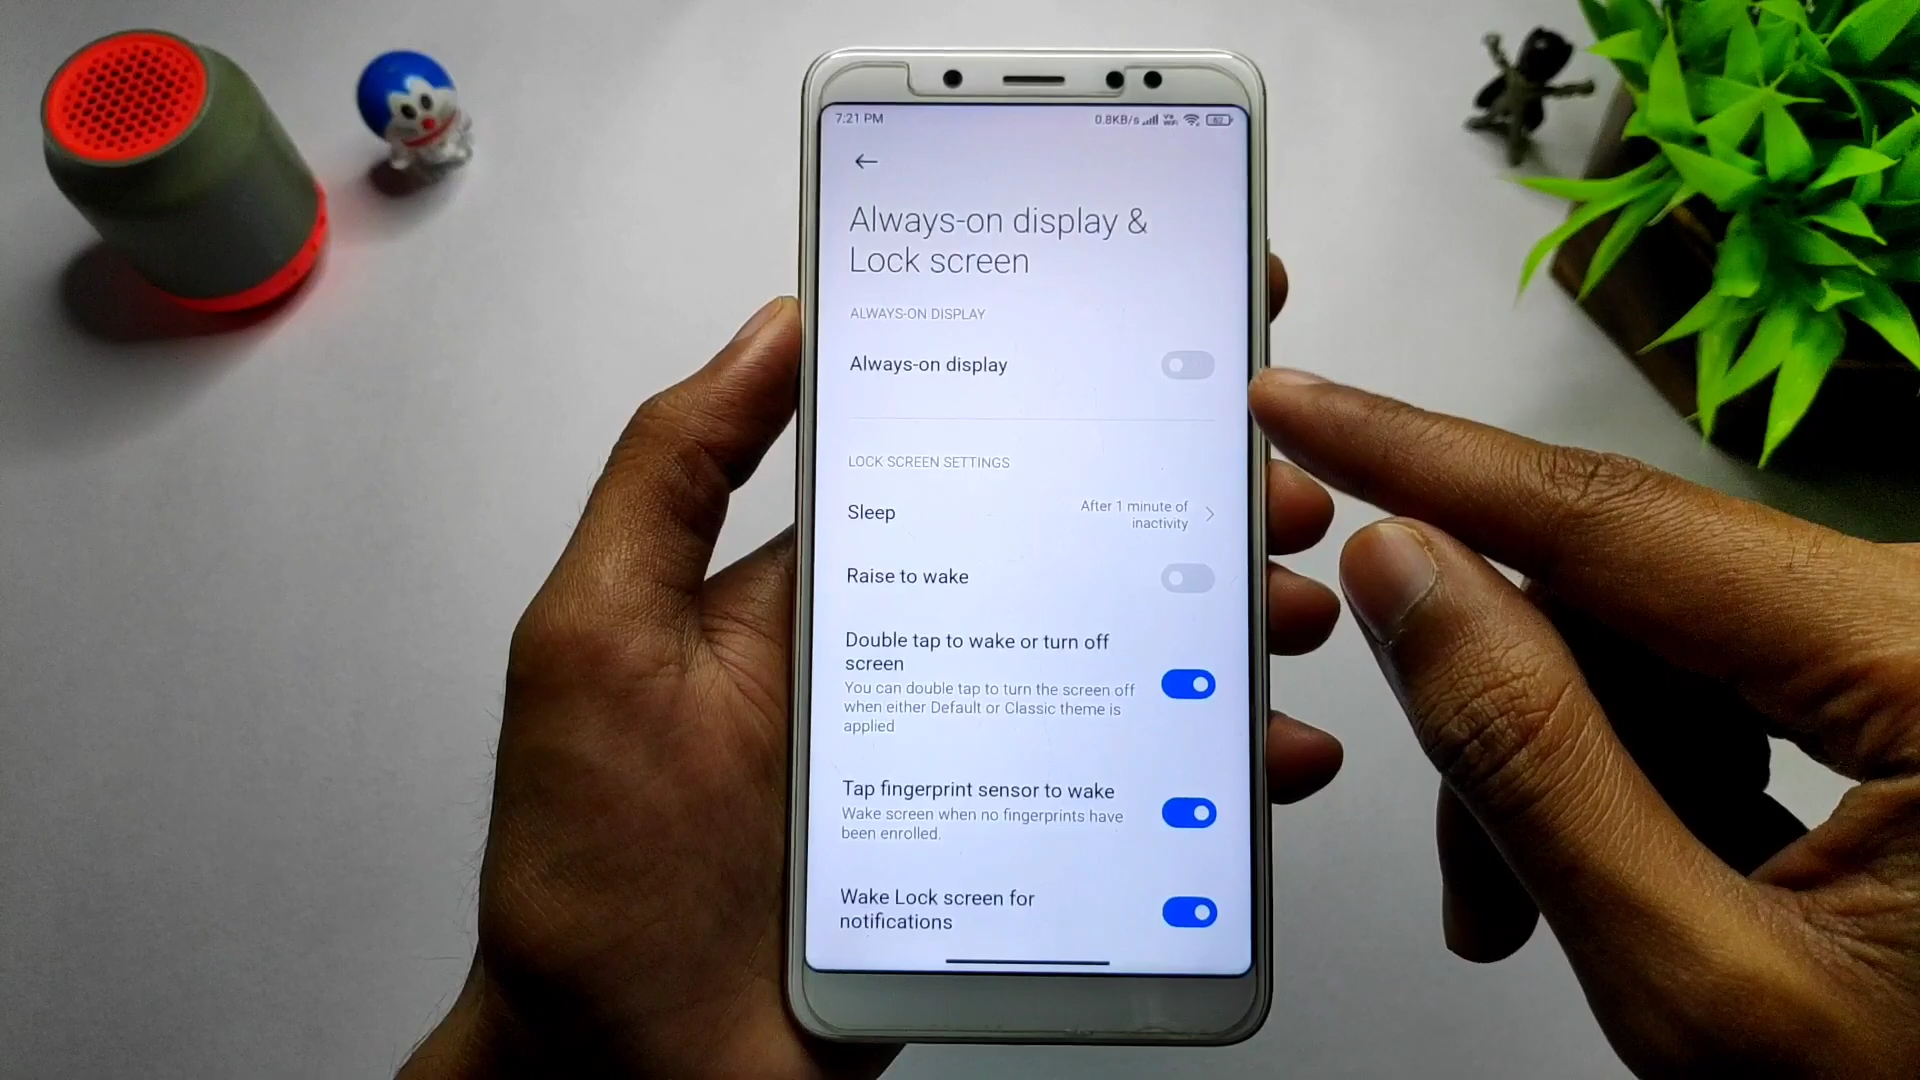 7:21 PM
0.8KB/s
62
Always-on display &
Lock screen
ALWAYS-ON DISPLAY
Always-on display
LOCK SCREEN SETTINGS
Sleep
After 1 minute of
inactivity
Raise to wake
Double tap to wake or turn off
screen
You can double tap to turn the screen off
when either Default or Classic theme is
applied
Tap fingerprint sensor to wake
Wake screen when no fingerprints have
been enrolled.
Wake Lock screen for
notifications